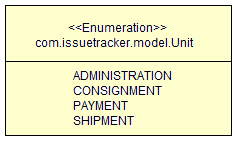 <<Enumeration>>
com.issuetracker.model.Unit
ADMINISTRATION
CONSIGNMENT
PAYMENT
SHIPMENT